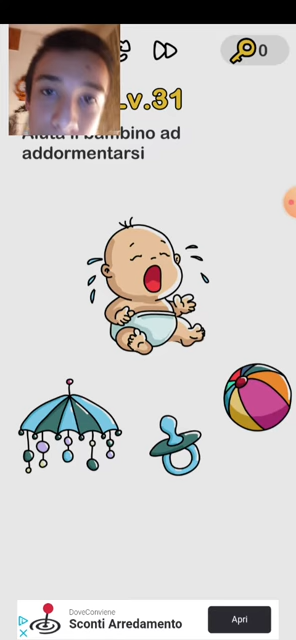 0
Lv.31
Aiuta il bambino ad
addormentarsi
DoveConviene
Sconti Arredamento
Apri